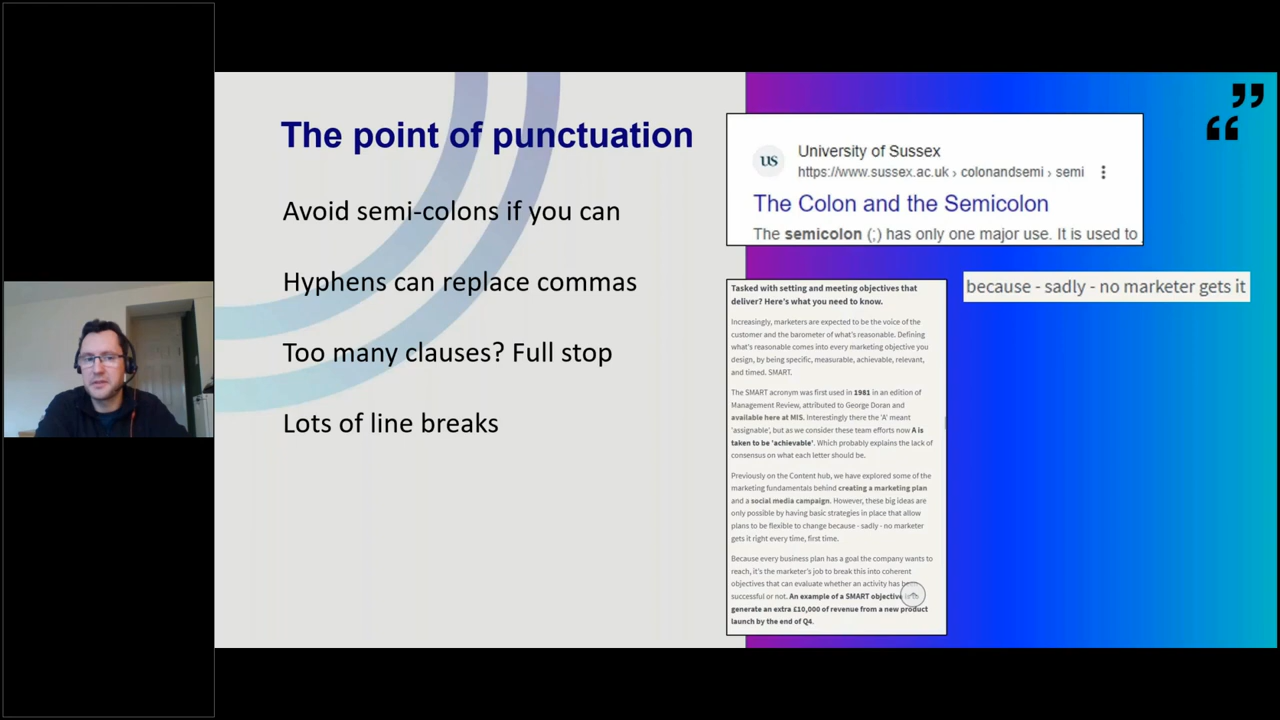 The point of punctuation
Avoid semi-colons if you can
Hyphens can replace commas
Too many clauses? Full stop
Lots of line breaks
”
“
us
University of Sussex
https://www.sussex.ac.uk › colonandsemi › semi
The Colon and the Semicolon
The semicolon (;) has only one major use. It is used to
because - sadly - no marketer gets it
Tasked with setting and meeting objectives that
deliver? Here's what you need to know.
Increasingly, marketers are expected to be the voice of the
customer and the barometer of what's reasonable. Defining
what's reasonable comes into every marketing objective you
design, by being specific, measurable, achievable, relevant,
and timed. SMART.
The SMART acronym was first used in 1981 in an edition of
Management Review, attributed to George Doran and
available here at MIS. Interestingly there the 'A' meant
'assignable', but as we consider these team efforts now A is
taken to be 'achievable'. Which probably explains the lack of
consensus on what each letter should be.
Previously on the Content hub, we have explored some of the
marketing fundamentals behind creating a marketing plan
and a social media campaign. However, these big ideas are
only possible by having basic strategies in place that allow
plans to be flexible to change because - sadly - no marketer
gets it right every time, first time.
Because every business plan has a goal the company wants to
reach, it's the marketer's job to break this into coherent
objectives that can evaluate whether an activity has been
successful or not. An example of a SMART objective is to
generate an extra £10,000 of revenue from a new product
launch by the end of Q4.